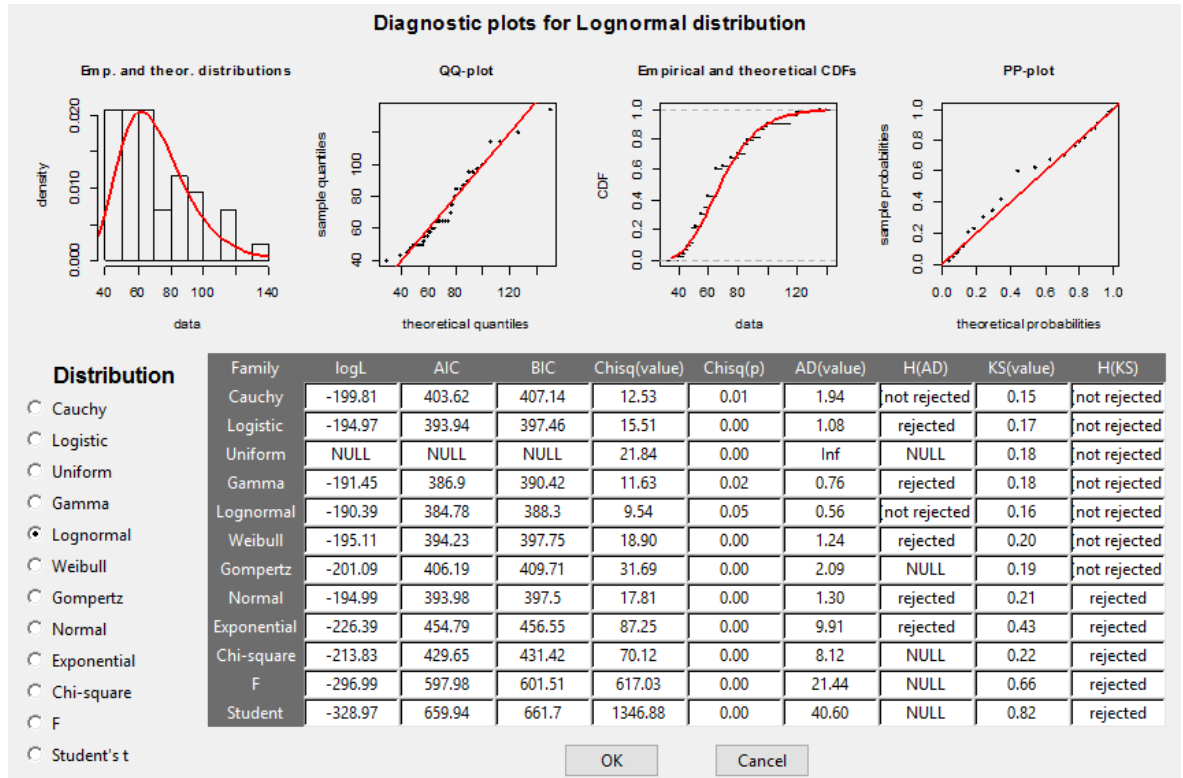 Diagnostic plots for Lognormal distribution
Emp. and theor. distributions
density
0.000 0.010 0.020
40 60 80 100 140
data
QQ-plot
sample quantiles
40 60 80 100
40 60 80 120
theoretical quantiles
Empirical and theoretical CDFs
CDF
0.0 0.2 0.4 0.6 0.8 1.0
40 60 80 120
data
PP-plot
sample probabilities
0.0 0.2 0.4 0.6 0.8 1.0
0.0 0.2 0.4 0.6 0.8 1.0
theoretical probabilities
Distribution
Cauchy
Logistic
Uniform
Gamma
Lognormal
Weibull
Gompertz
Normal
Exponential
Chi-square
F
Student's t
Family logL AIC BIC Chisq(value) Chisq(p) AD(value) H(AD) KS(value) H(KS)
Cauchy -199.81 403.62 407.14 12.53 0.01 1.94 not rejected 0.15 not rejected
Logistic -194.97 393.94 397.46 15.51 0.00 1.08 rejected 0.17 not rejected
Uniform NULL NULL NULL 21.84 0.00 Inf NULL 0.18 not rejected
Gamma -191.45 386.9 390.42 11.63 0.02 0.76 rejected 0.18 not rejected
Lognormal -190.39 384.78 388.3 9.54 0.05 0.56 not rejected 0.16 not rejected
Weibull -195.11 394.23 397.75 18.90 0.00 1.24 rejected 0.20 not rejected
Gompertz -201.09 406.19 409.71 31.69 0.00 2.09 NULL 0.19 not rejected
Normal -194.99 393.98 397.5 17.81 0.00 1.30 rejected 0.21 rejected
Exponential -226.39 454.79 456.55 87.25 0.00 9.91 rejected 0.43 rejected
Chi-square -213.83 429.65 431.42 70.12 0.00 8.12 NULL 0.22 rejected
F -296.99 597.98 601.51 617.03 0.00 21.44 NULL 0.66 rejected
Student -328.97 659.94 661.7 1346.88 0.00 40.60 NULL 0.82 rejected
OK Cancel